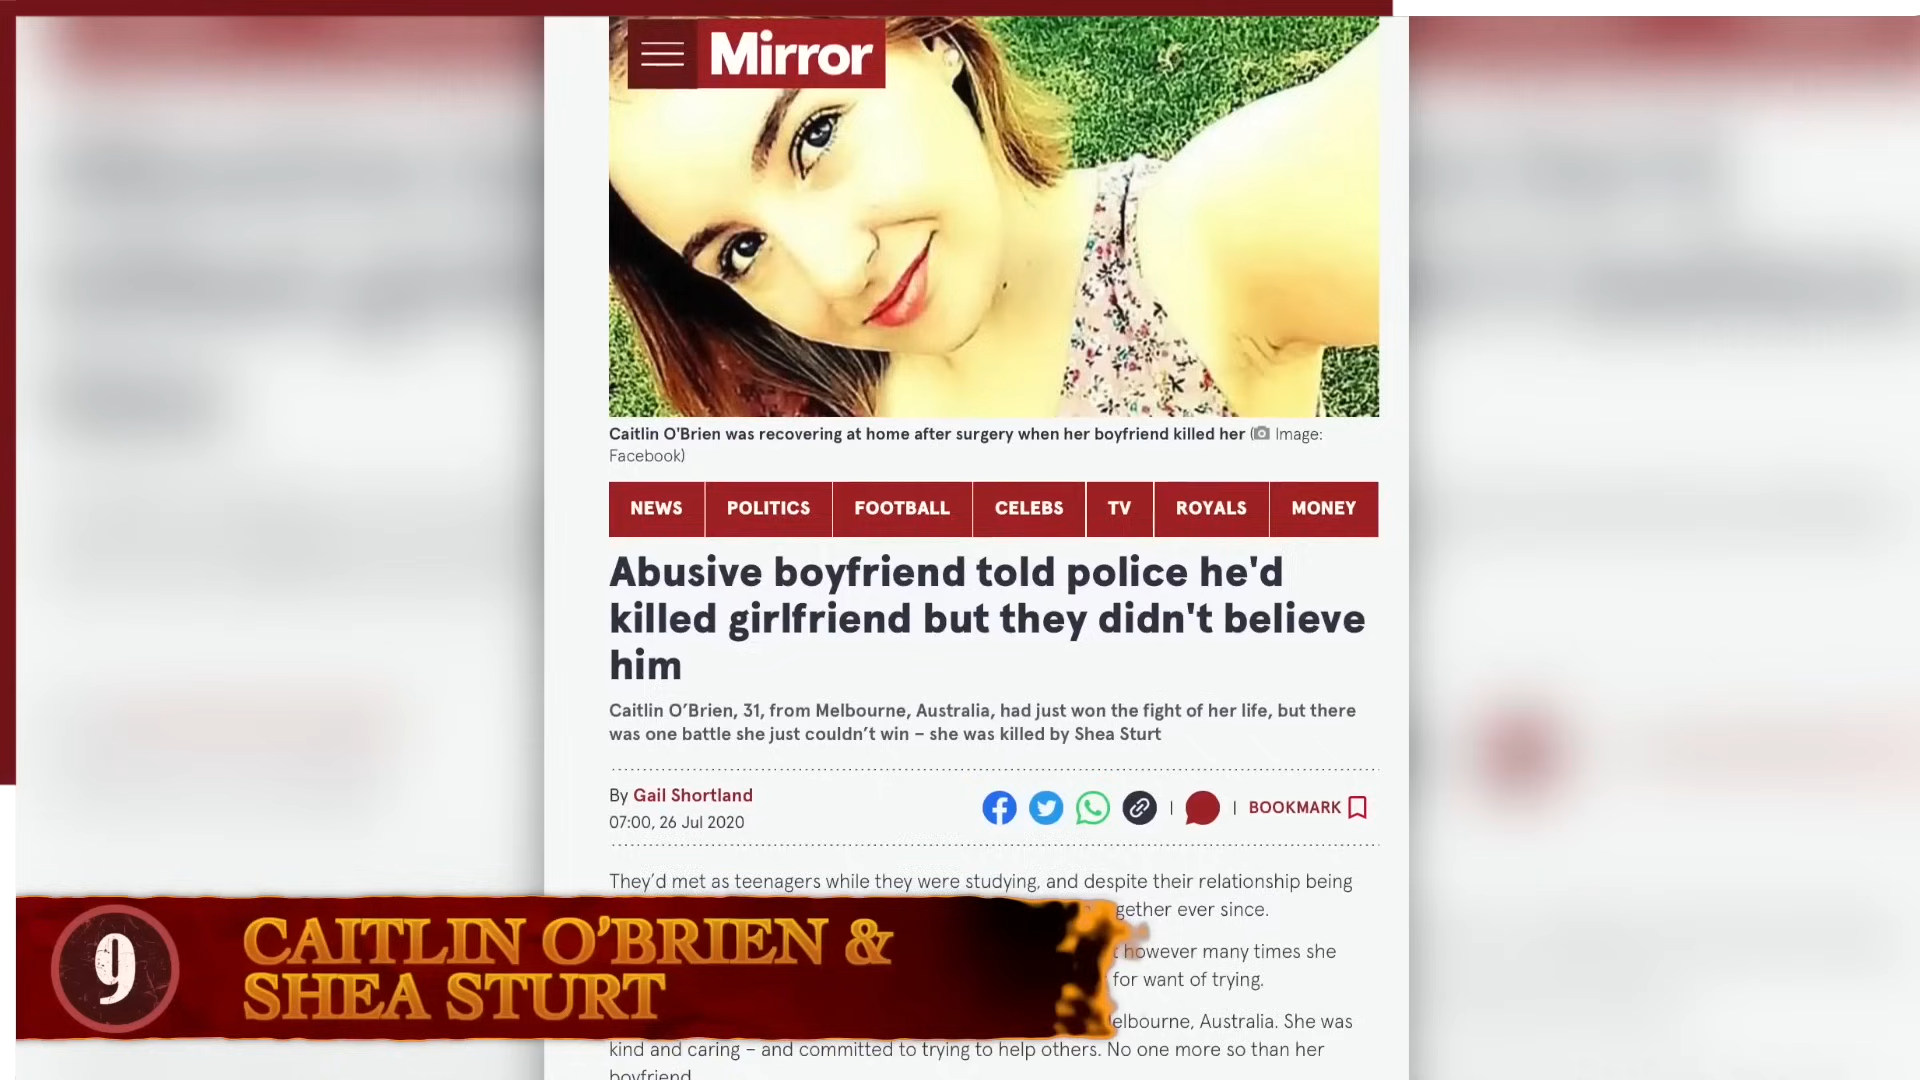 Mirror
Caitlin O'Brien was recovering at home after surgery when her boyfriend killed her (Image:
Facebook)
NEWS POLITICS FOOTBALL CELEBS TV ROYALS MONEY
Abusive boyfriend told police he'd
killed girlfriend but they didn't believe
him
Caitlin O’Brien, 31, from Melbourne, Australia, had just won the fight of her life, but there
was one battle she just couldn’t win – she was killed by Shea Sturt
By Gail Shortland
07:00, 26 Jul 2020
| | BOOKMARK
They’d met as teenagers while they were studying, and despite their relationship being
gether ever since.
however many times she
for want of trying.
elbourne, Australia. She was
kind and caring – and committed to trying to help others. No one more so than her
boyfriend
9
CAITLIN O’BRIEN &
SHEA STURT